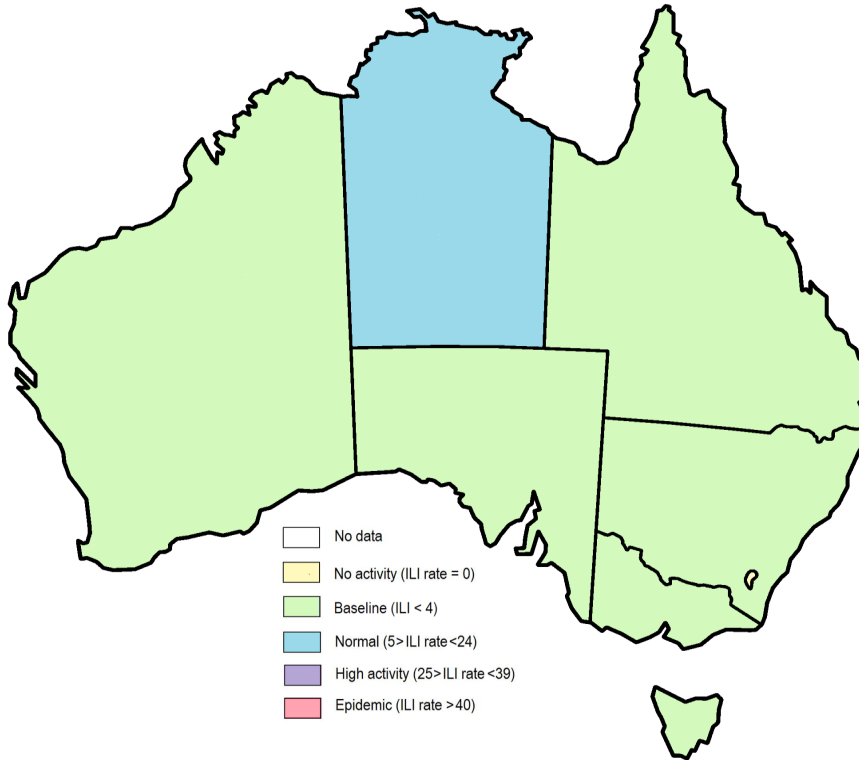 No data
No activity (ILI rate = 0)
Baseline (ILI < 4)
Normal (5> ILI rate <24)
High activity (25> ILI rate <39)
Epidemic (ILI rate >40)